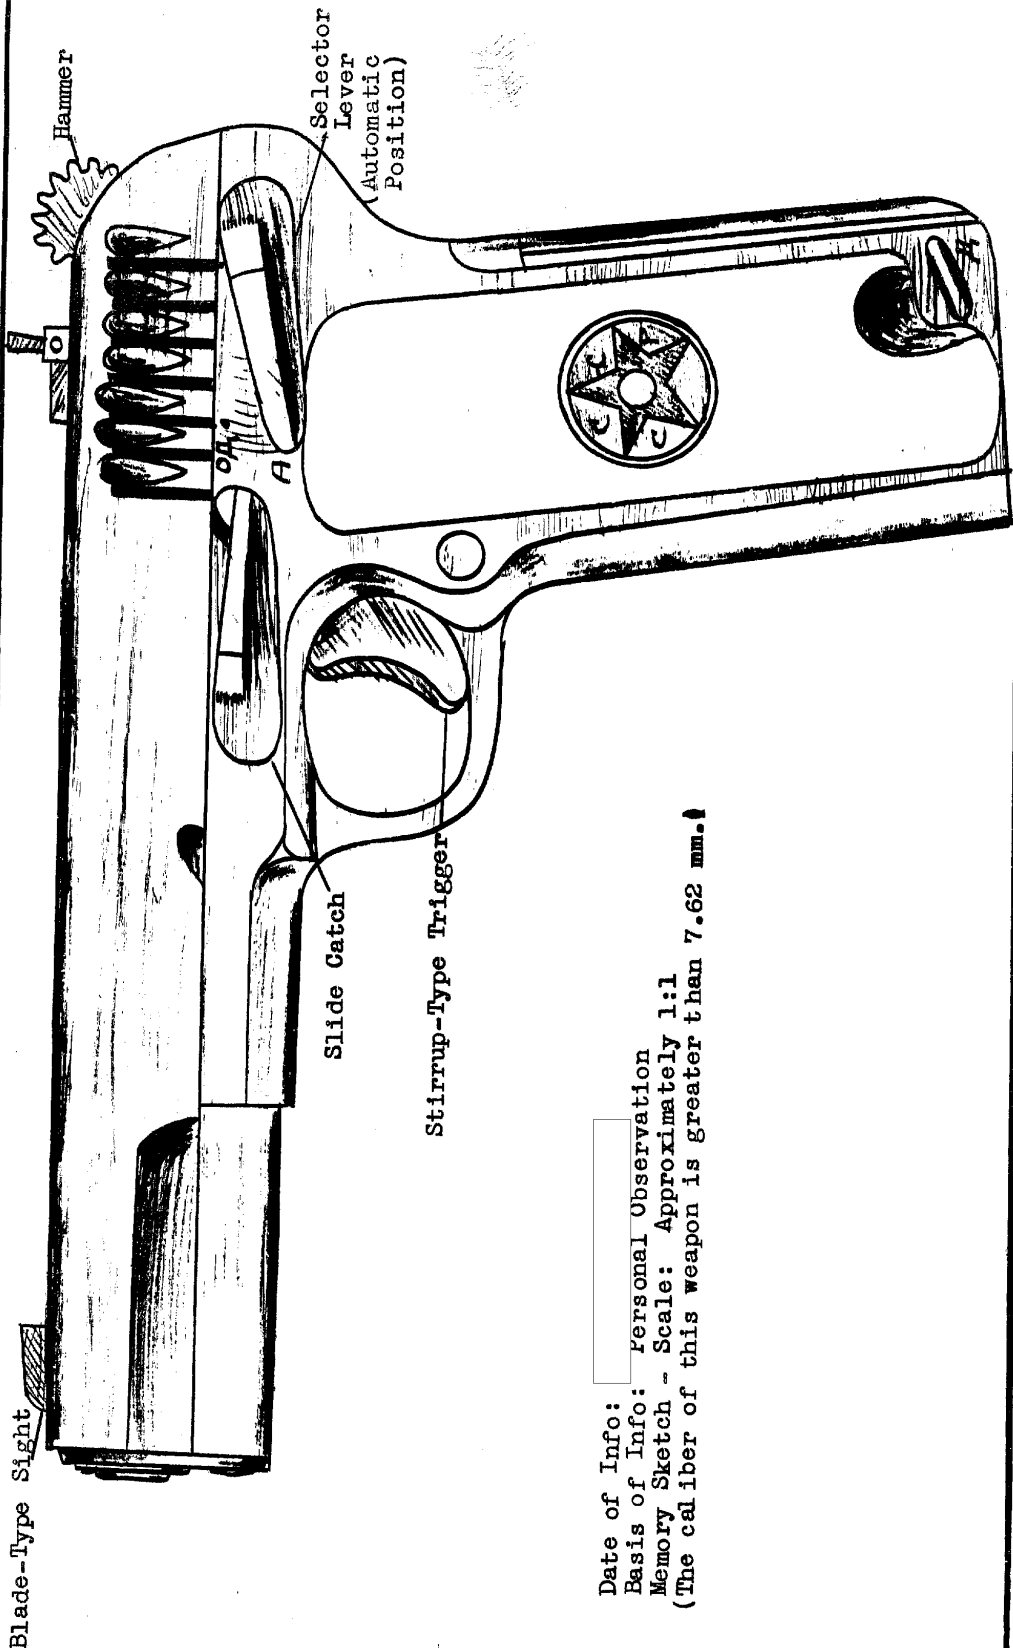 Blade-Type Sight
Hammer
ОД.
А
Selector
Lever
(Automatic
Position)
Slide Catch
Stirrup-Type Trigger
C
C
Date of Info:
Basis of Info: Personal Observation
Memory Sketch - Scale: Approximately 1:1
(The caliber of this weapon is greater than 7.62 mm.)